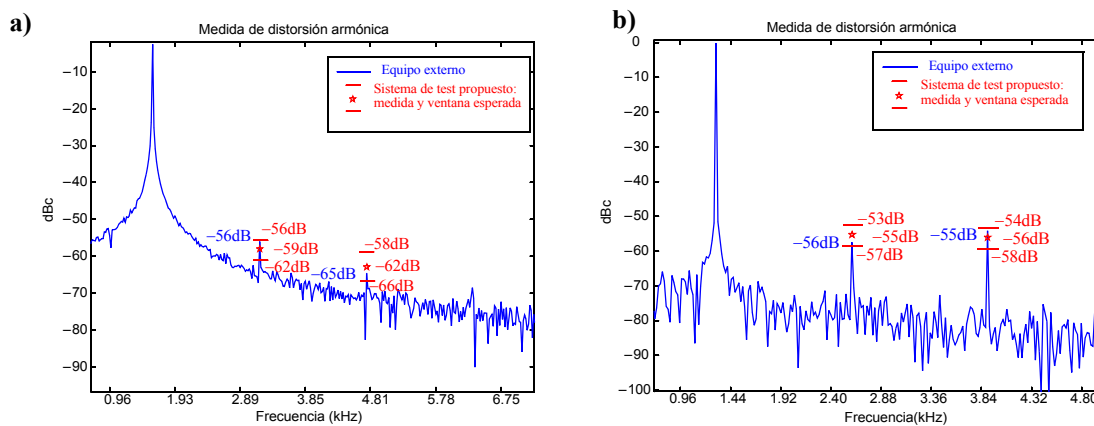 a)
Medida de distorsión armónica
−10
−20
−30
−40
−50
−60
−70
−80
−90
dBc
Equipo externo
Sistema de test propuesto:
medida y ventana esperada
−56dB
−56dB
−59dB
−62dB
−65dB
−58dB
−62dB
−66dB
0.96
1.93
2.89
3.85
4.81
5.78
6.75
Frecuencia (kHz)
b)
Medida de distorsión armónica
0
−10
−20
−30
−40
−50
−60
−70
−80
−90
−100
dBc
Equipo externo
Sistema de test propuesto:
medida y ventana esperada
−56dB
−53dB
−55dB
−57dB
−55dB
−54dB
−56dB
−58dB
0.96
1.44
1.92
2.40
2.88
3.36
3.84
4.32
4.80
Frecuencia(kHz)